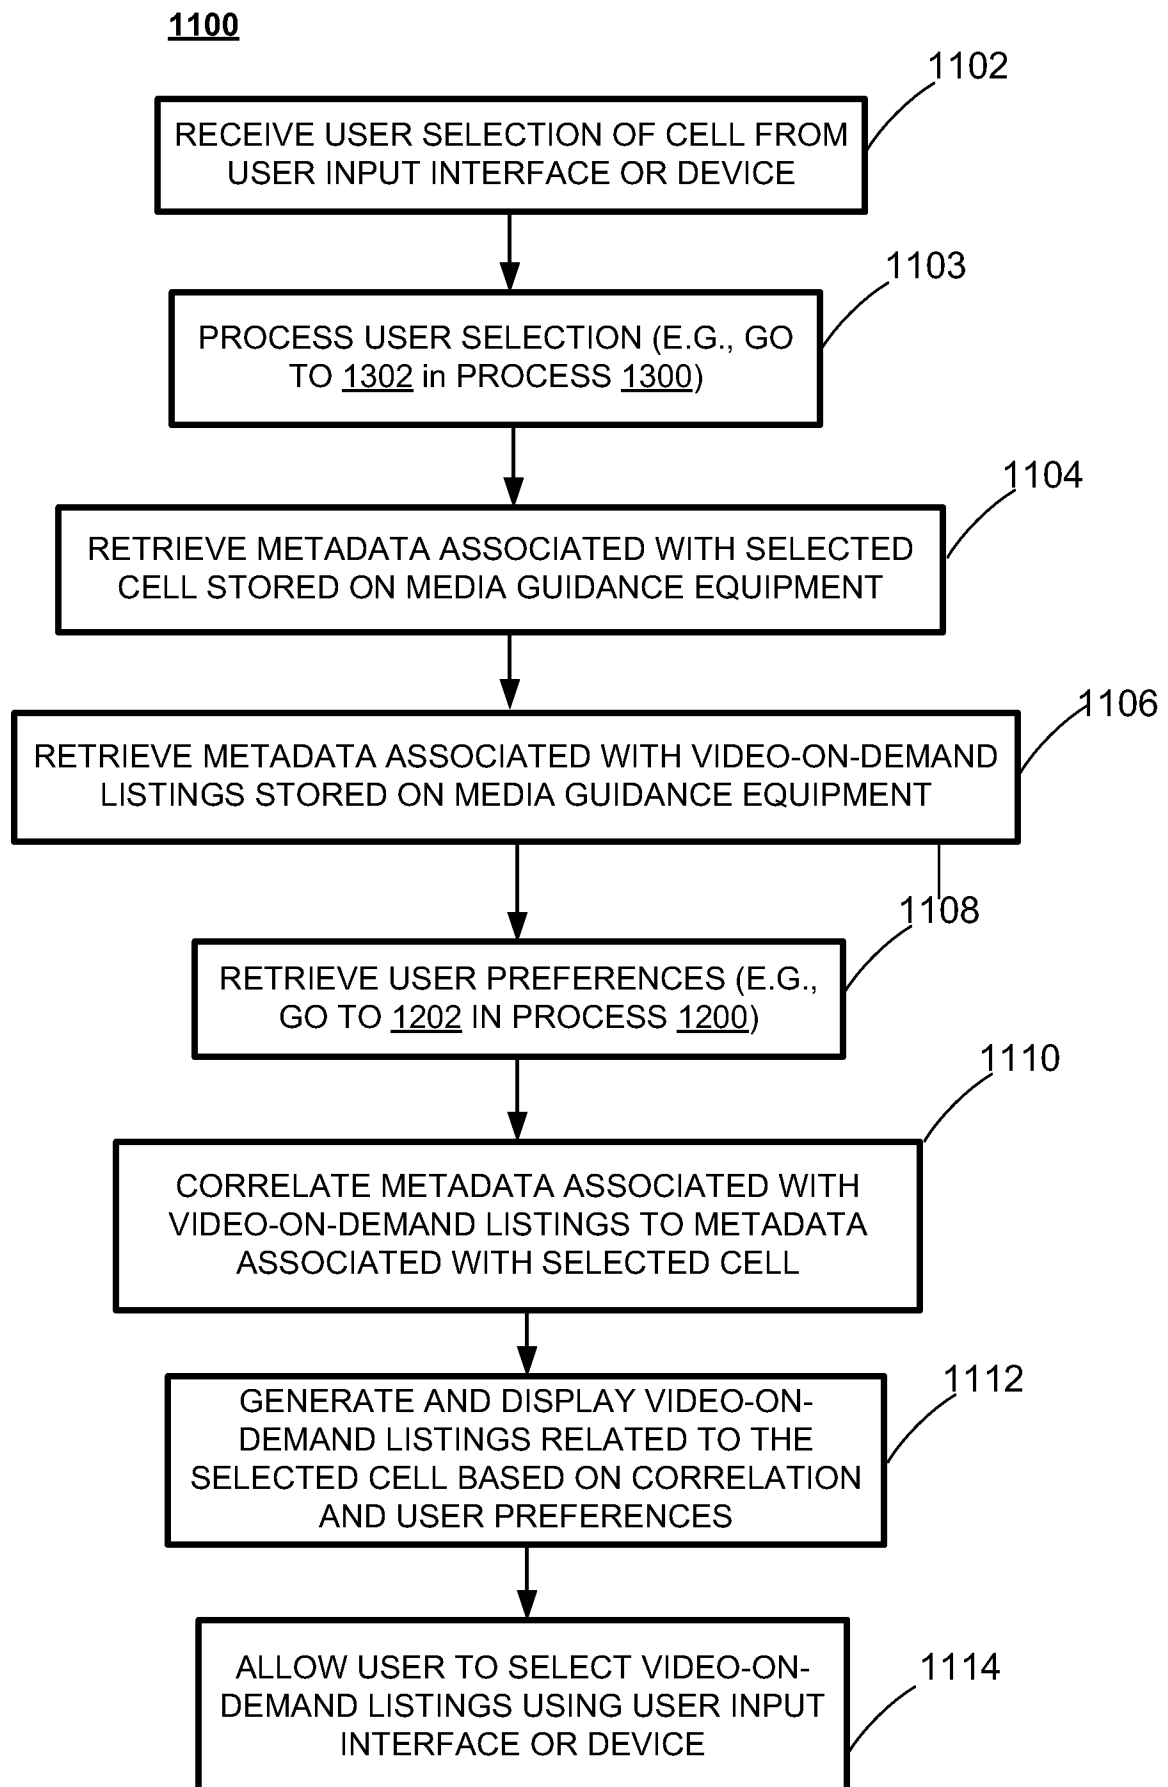 1100
1102
RECEIVE USER SELECTION OF CELL FROM
USER INPUT INTERFACE OR DEVICE
1103
PROCESS USER SELECTION (E.G., GO
TO 1302 in PROCESS 1300)
1104
RETRIEVE METADATA ASSOCIATED WITH SELECTED
CELL STORED ON MEDIA GUIDANCE EQUIPMENT
1106
RETRIEVE METADATA ASSOCIATED WITH VIDEO-ON-DEMAND
LISTINGS STORED ON MEDIA GUIDANCE EQUIPMENT
1108
RETRIEVE USER PREFERENCES (E.G.,
GO TO 1202 IN PROCESS 1200)
1110
CORRELATE METADATA ASSOCIATED WITH
VIDEO-ON-DEMAND LISTINGS TO METADATA
ASSOCIATED WITH SELECTED CELL
1112
GENERATE AND DISPLAY VIDEO-ON-
DEMAND LISTINGS RELATED TO THE
SELECTED CELL BASED ON CORRELATION
AND USER PREFERENCES
1114
ALLOW USER TO SELECT VIDEO-ON-
DEMAND LISTINGS USING USER INPUT
INTERFACE OR DEVICE